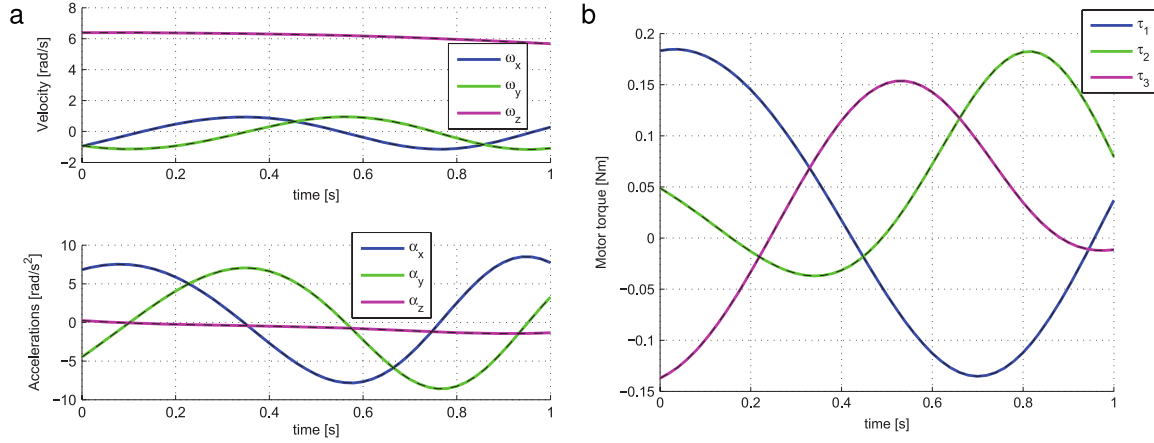 a
Velocity [rad/s]
8
6
4
2
0
−2
ω_x
ω_y
ω_z
0
0.2
0.4
0.6
0.8
1
time [s]
Accelerations [rad/s²]
10
5
0
−5
−10
α_x
α_y
α_z
0
0.2
0.4
0.6
0.8
1
time [s]
b
Motor torque [Nm]
0.2
0.15
0.1
0.05
0
−0.05
−0.1
−0.15
τ_1
τ_2
τ_3
0
0.2
0.4
0.6
0.8
1
time [s]